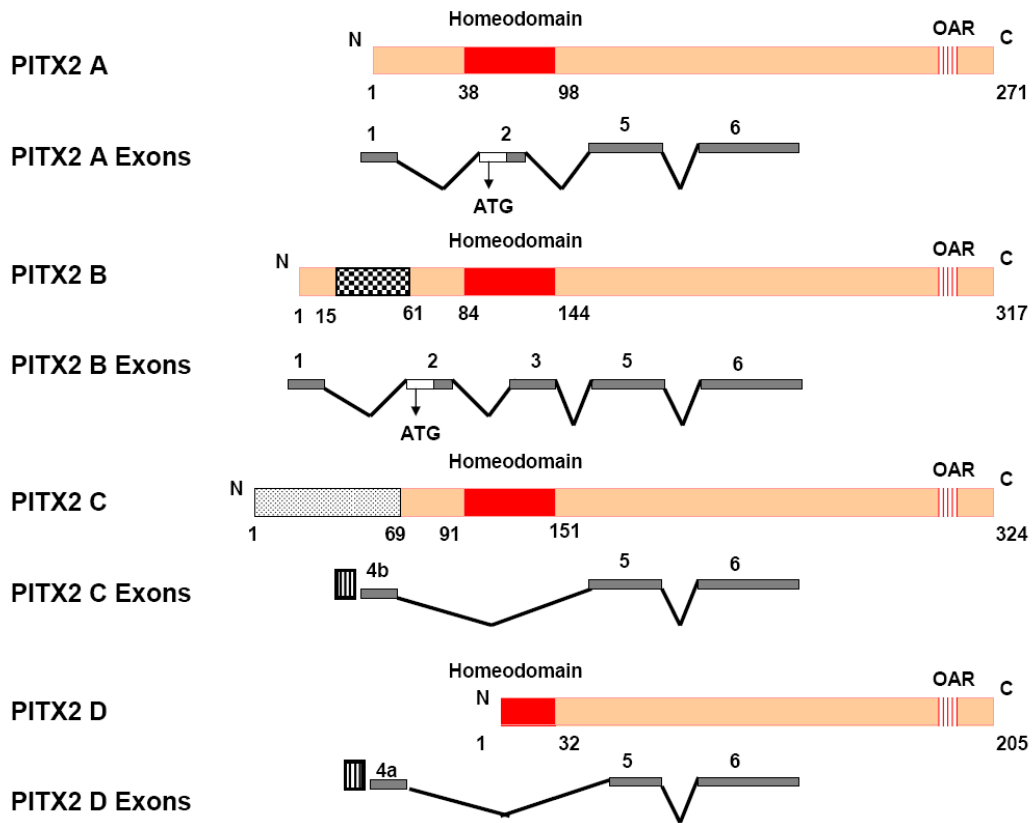 Homeodomain
N OAR C
PITX2 A
1 38 98 271
1 2 5 6
PITX2 A Exons
ATG
Homeodomain
N OAR C
PITX2 B
1 15 61 84 144 317
PITX2 B Exons
1 2 3 5 6
ATG
Homeodomain
N OAR C
PITX2 C
1 69 91 151 324
4b 5 6
PITX2 C Exons
Homeodomain
N OAR C
PITX2 D
1 32 205
4a 5 6
PITX2 D Exons